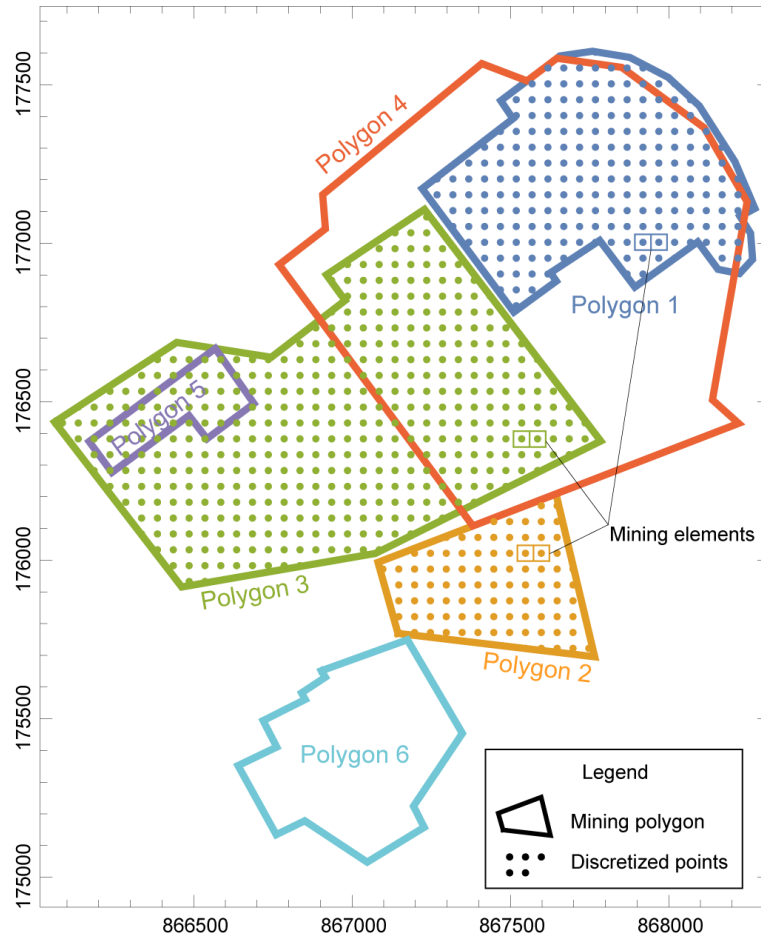 177500
177000
176500
176000
175500
175000
Polygon 4
Polygon 1
Polygon 5
Mining elements
Polygon 3
Polygon 2
Polygon 6
Legend
Mining polygon
Discretized points
866500 867000 867500 868000